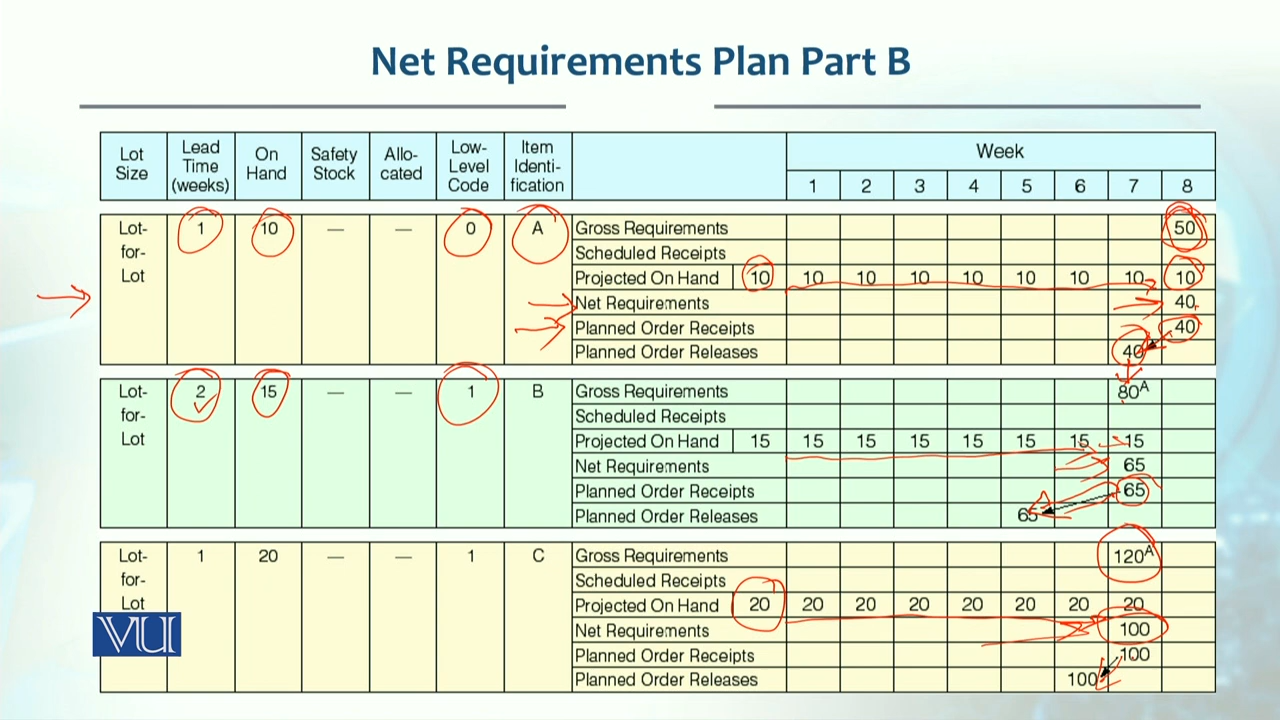 Net Requirements Plan Part B
Lot Size | Lead Time (weeks) | On Hand | Safety Stock | Allo-cated | Low-Level Code | Item Identi-fication | Week
1 2 3 4 5 6 7 8
Lot-for-Lot 1 10 — — 0 A Gross Requirements 50
Scheduled Receipts
Projected On Hand 10 10 10 10 10 10 10 10 10
Net Requirements 40
Planned Order Receipts 40
Planned Order Releases 40
Lot-for-Lot 2 15 — — 1 B Gross Requirements 80A
Scheduled Receipts
Projected On Hand 15 15 15 15 15 15 15 15
Net Requirements 65
Planned Order Receipts 65
Planned Order Releases 65
Lot-for-Lot 1 20 — — 1 C Gross Requirements 120A
Scheduled Receipts
Projected On Hand 20 20 20 20 20 20 20 20
Net Requirements 100
Planned Order Receipts 100
Planned Order Releases 100
VU